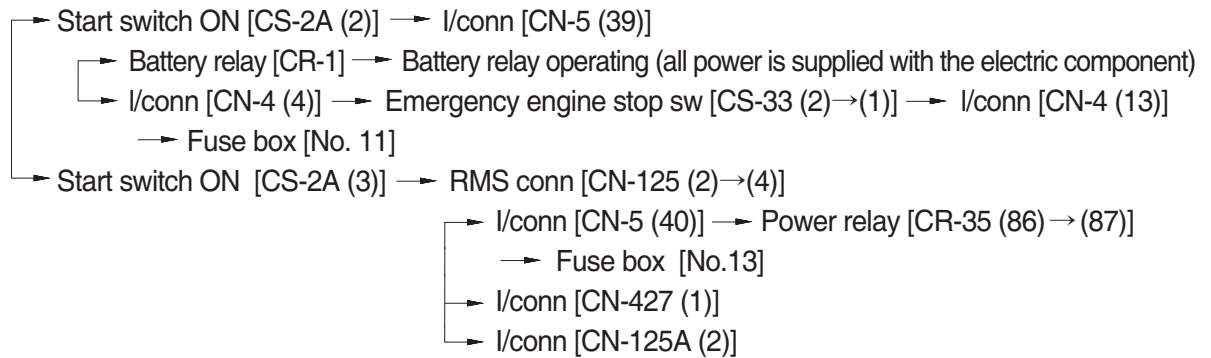 Start switch ON [CS-2A (2)] → I/conn [CN-5 (39)]
→ Battery relay [CR-1] → Battery relay operating (all power is supplied with the electric component)
→ I/conn [CN-4 (4)] → Emergency engine stop sw [CS-33 (2)→(1)] → I/conn [CN-4 (13)]
→ Fuse box [No. 11]
Start switch ON [CS-2A (3)] → RMS conn [CN-125 (2)→(4)]
→ I/conn [CN-5 (40)] → Power relay [CR-35 (86)→(87)]
→ Fuse box [No.13]
→ I/conn [CN-427 (1)]
→ I/conn [CN-125A (2)]